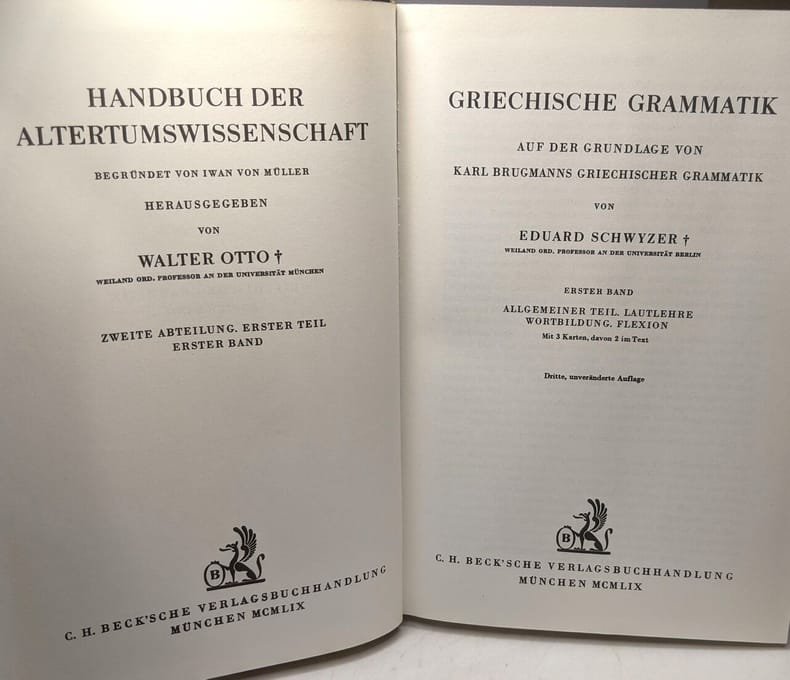 HANDBUCH DER
ALTERTUMSWISSENSCHAFT
BEGRÜNDET VON IWAN VON MÜLLER
HERAUSGEGEBEN
VON
WALTER OTTO †
WEILAND ORD. PROFESSOR AN DER UNIVERSITÄT MÜNCHEN
ZWEITE ABTEILUNG. ERSTER TEIL
ERSTER BAND
B
C. H. BECK'SCHE VERLAGSBUCHHANDLUNG
MÜNCHEN MCMLIX
GRIECHISCHE GRAMMATIK
AUF DER GRUNDLAGE VON
KARL BRUGMANNS GRIECHISCHER GRAMMATIK
VON
EDUARD SCHWYZER †
WEILAND ORD. PROFESSOR AN DER UNIVERSITÄT BERLIN
ERSTER BAND
ALLGEMEINER TEIL. LAUTLEHRE
WORTBILDUNG. FLEXION
Mit 3 Karten, davon 2 im Text
Dritte, unveränderte Auflage
B
C. H. BECK'SCHE VERLAGSBUCHHANDLUNG
MÜNCHEN MCMLIX